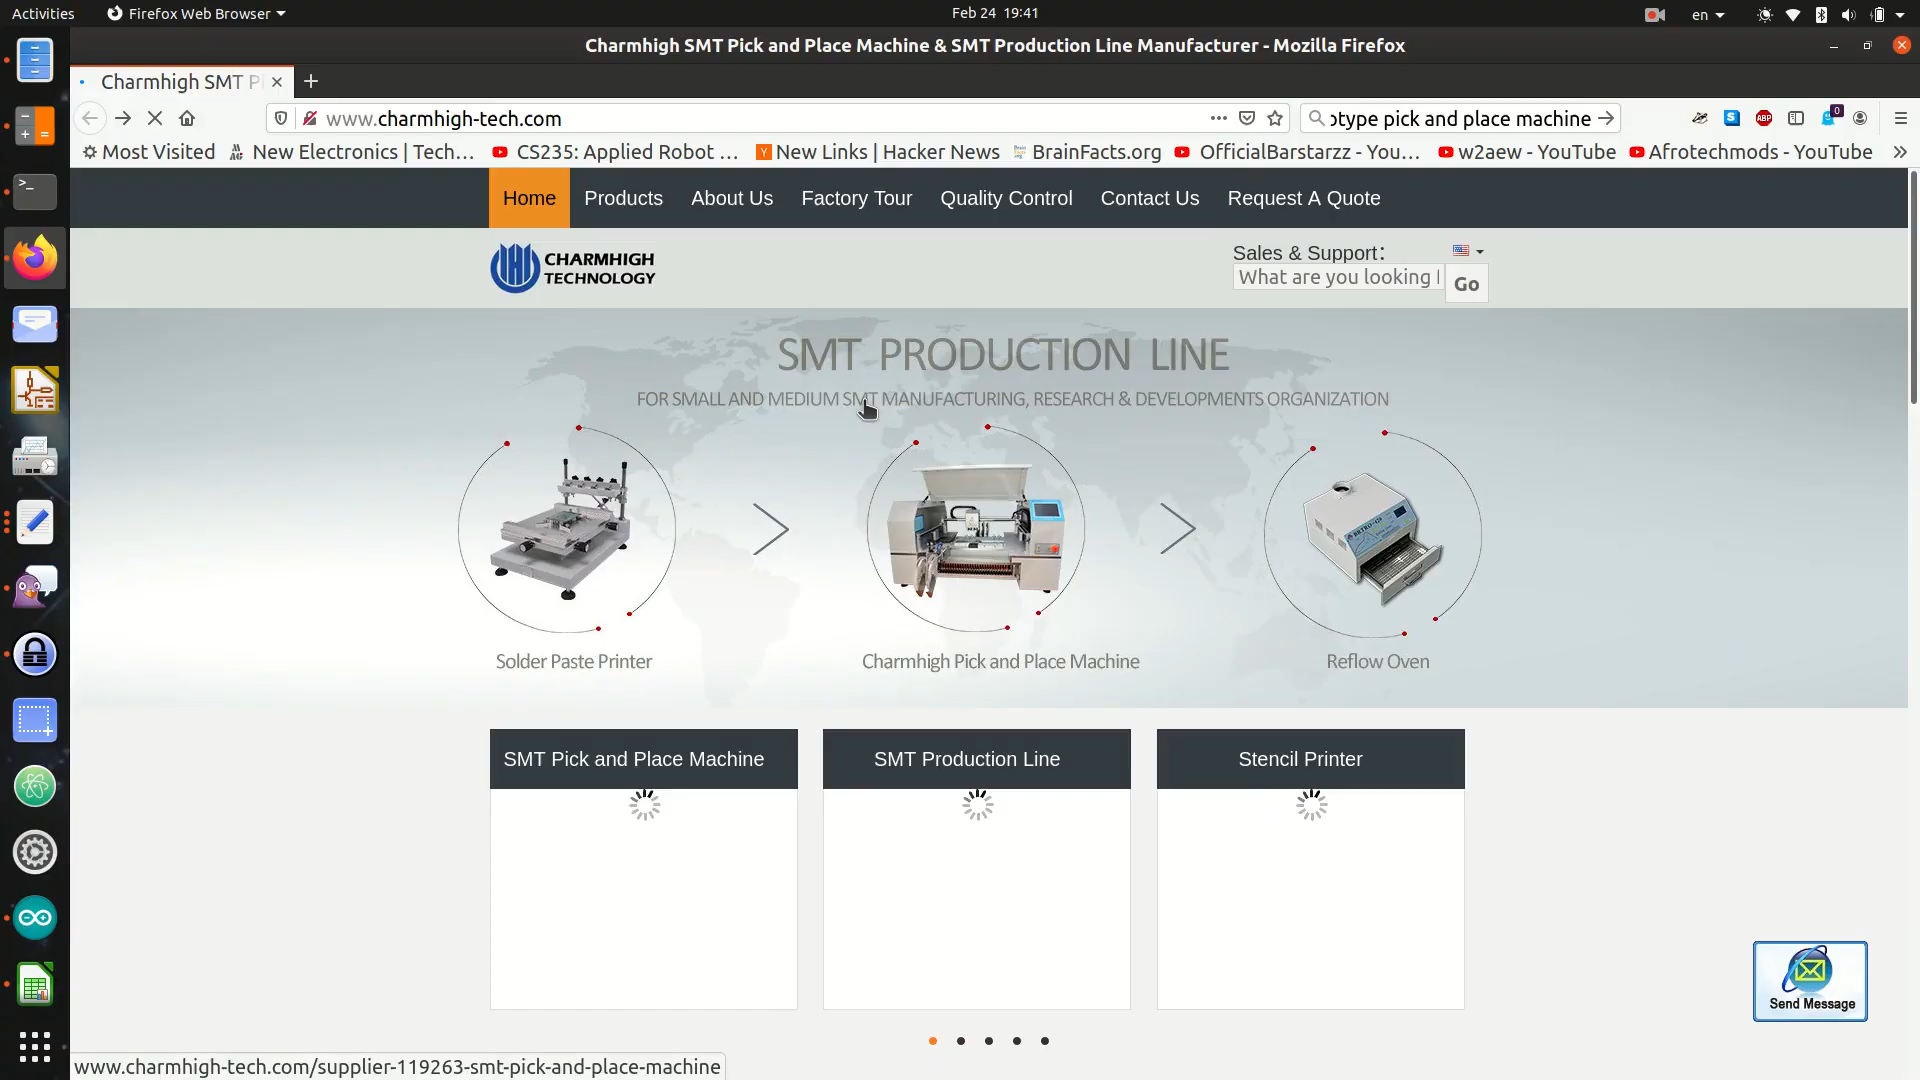 Activities
Firefox Web Browser
Feb 24 19:41
en
Charmhigh SMT Pick and Place Machine & SMT Production Line Manufacturer - Mozilla Firefox
Charmhigh SMT P
www.charmhigh-tech.com
otype pick and place machine
ABP
0
Most Visited
New Electronics | Tech...
CS235: Applied Robot ...
New Links | Hacker News
BrainFacts.org
OfficialBarstarzz - You...
w2aew - YouTube
Afrotechmods - YouTube
Home
Products
About Us
Factory Tour
Quality Control
Contact Us
Request A Quote
CHARMHIGH
TECHNOLOGY
Sales & Support：
What are you looking
Go
SMT PRODUCTION LINE
FOR SMALL AND MEDIUM SMT MANUFACTURING, RESEARCH & DEVELOPMENTS ORGANIZATION
Solder Paste Printer
Charmhigh Pick and Place Machine
Reflow Oven
SMT Pick and Place Machine
SMT Production Line
Stencil Printer
Send Message
www.charmhigh-tech.com/supplier-119263-smt-pick-and-place-machine